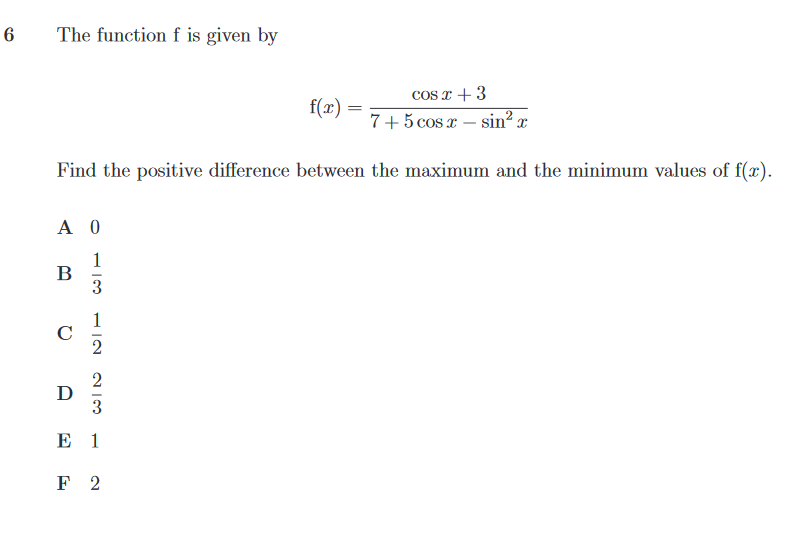 6 The function f is given by
f(x) = \frac{\cos x + 3}{7 + 5\cos x − \sin^2 x}
Find the positive difference between the maximum and the minimum values of f(x).
A 0
B \frac{1}{3}
C \frac{1}{2}
D \frac{2}{3}
E 1
F 2